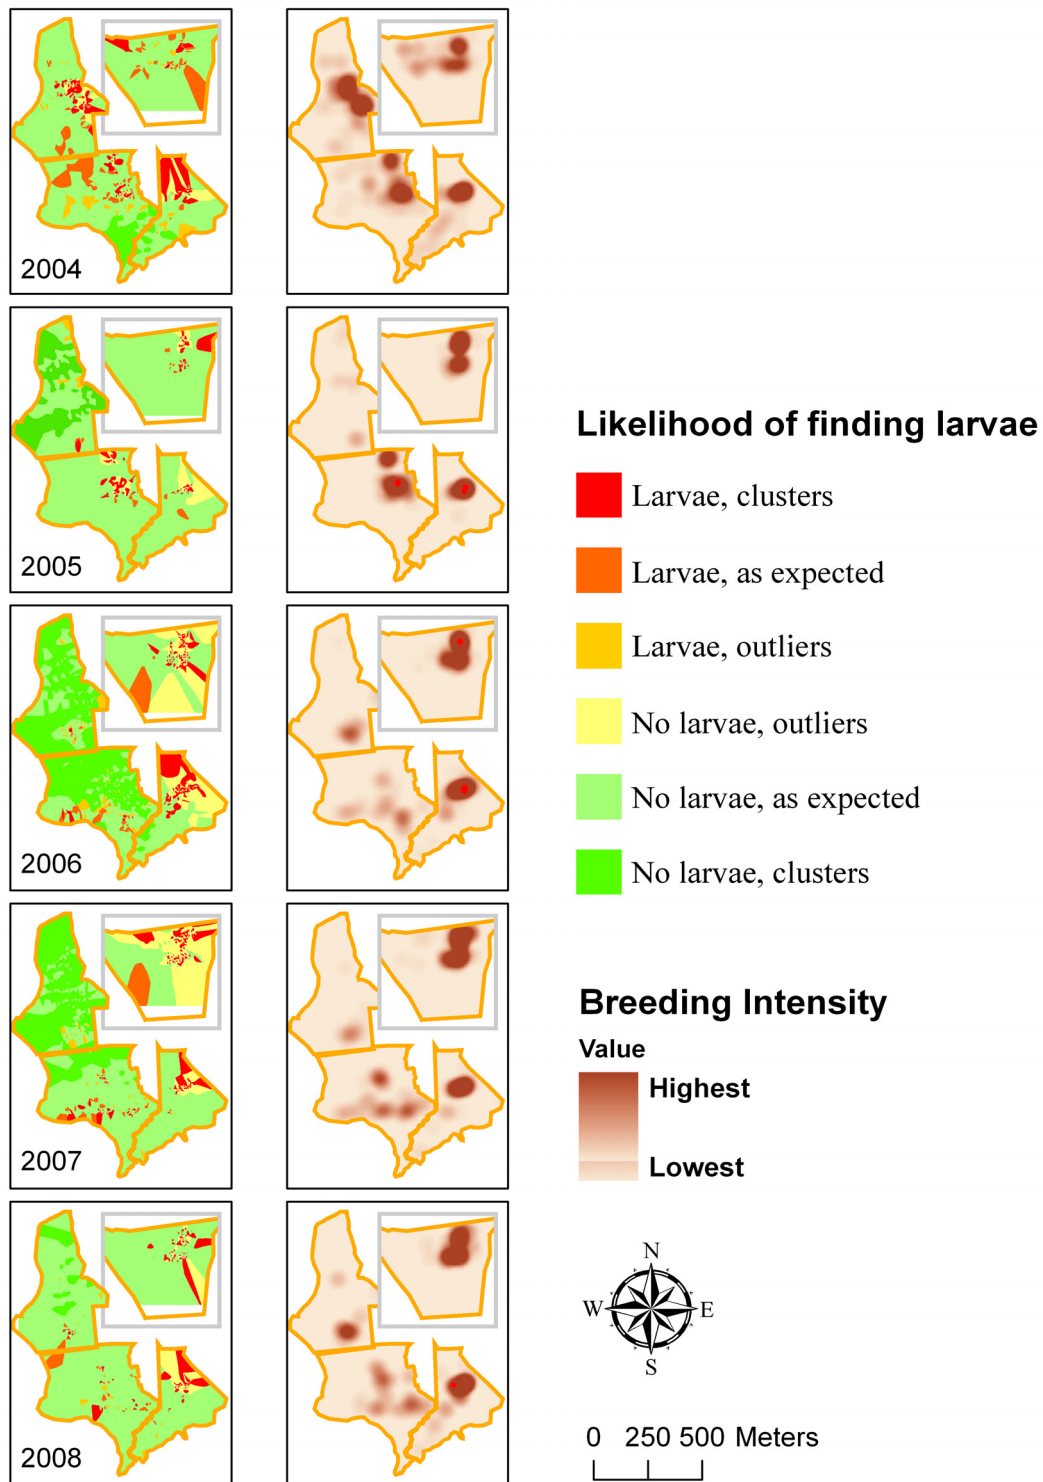 2004
2005
2006
2007
2008
Likelihood of finding larvae
Larvae, clusters
Larvae, as expected
Larvae, outliers
No larvae, outliers
No larvae, as expected
No larvae, clusters
Breeding Intensity
Value
Highest
Lowest
N
W E
S
0 250 500 Meters